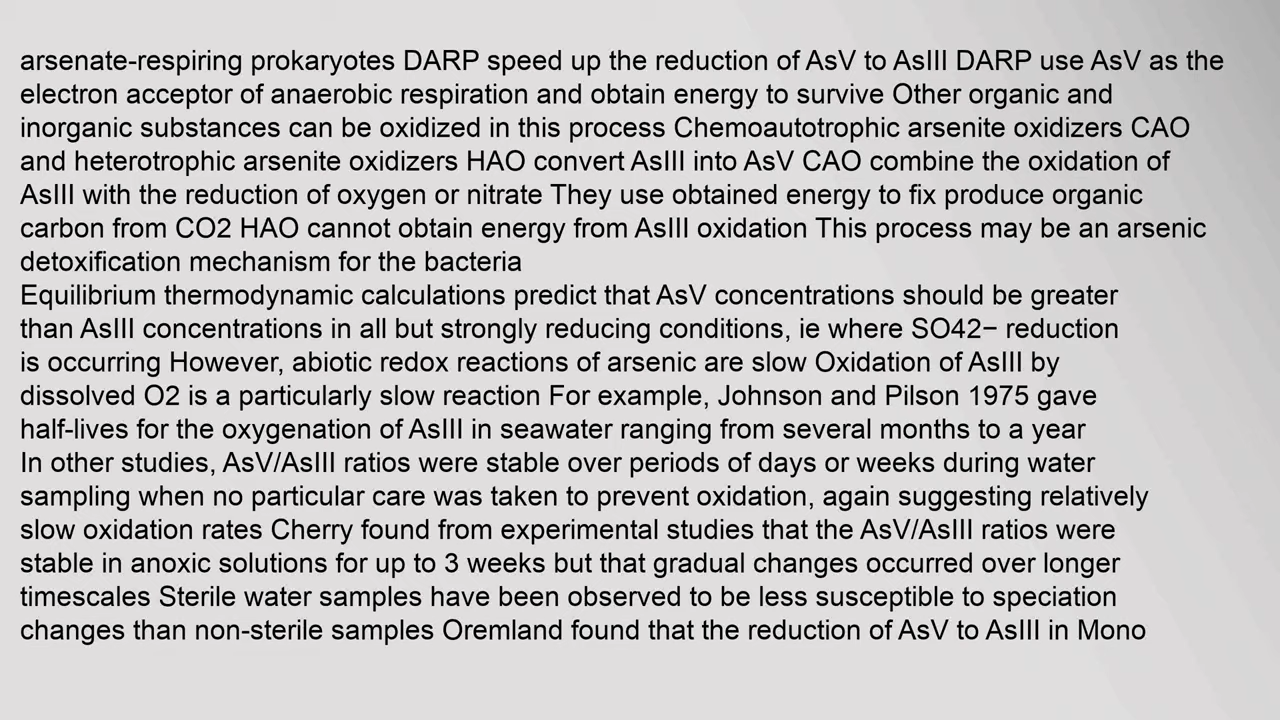 arsenate-respiring prokaryotes DARP speed up the reduction of AsV to AsIII DARP use AsV as the
electron acceptor of anaerobic respiration and obtain energy to survive Other organic and
inorganic substances can be oxidized in this process Chemoautotrophic arsenite oxidizers CAO
and heterotrophic arsenite oxidizers HAO convert AsIII into AsV CAO combine the oxidation of
AsIII with the reduction of oxygen or nitrate They use obtained energy to fix produce organic
carbon from CO2 HAO cannot obtain energy from AsIII oxidation This process may be an arsenic
detoxification mechanism for the bacteria
Equilibrium thermodynamic calculations predict that AsV concentrations should be greater
than AsIII concentrations in all but strongly reducing conditions, ie where SO42− reduction
is occurring However, abiotic redox reactions of arsenic are slow Oxidation of AsIII by
dissolved O2 is a particularly slow reaction For example, Johnson and Pilson 1975 gave
half-lives for the oxygenation of AsIII in seawater ranging from several months to a year
In other studies, AsV/AsIII ratios were stable over periods of days or weeks during water
sampling when no particular care was taken to prevent oxidation, again suggesting relatively
slow oxidation rates Cherry found from experimental studies that the AsV/AsIII ratios were
stable in anoxic solutions for up to 3 weeks but that gradual changes occurred over longer
timescales Sterile water samples have been observed to be less susceptible to speciation
changes than non-sterile samples Oremland found that the reduction of AsV to AsIII in Mono